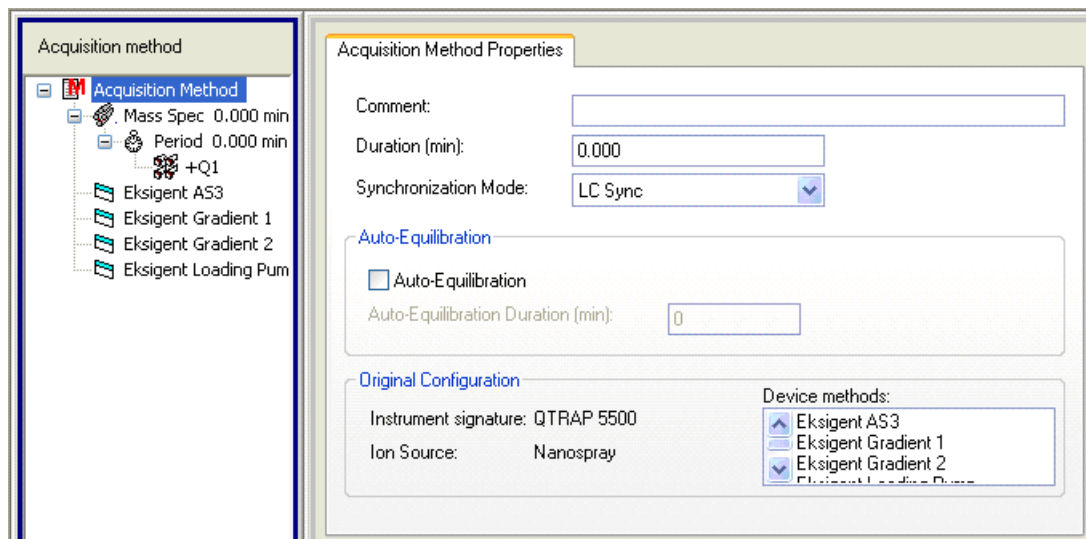 Acquisition method
Acquisition Method
Mass Spec 0.000 min
Period 0.000 min
+Q1
Eksigent AS3
Eksigent Gradient 1
Eksigent Gradient 2
Eksigent Loading Pum
Acquisition Method Properties
Comment:
Duration (min): 0.000
Synchronization Mode: LC Sync
Auto-Equilibration
Auto-Equilibration
Auto-Equilibration Duration (min): 0
Original Configuration
Instrument signature: QTRAP 5500
Ion Source: Nanospray
Device methods:
Eksigent AS3
Eksigent Gradient 1
Eksigent Gradient 2
Eksigent Loading Pump